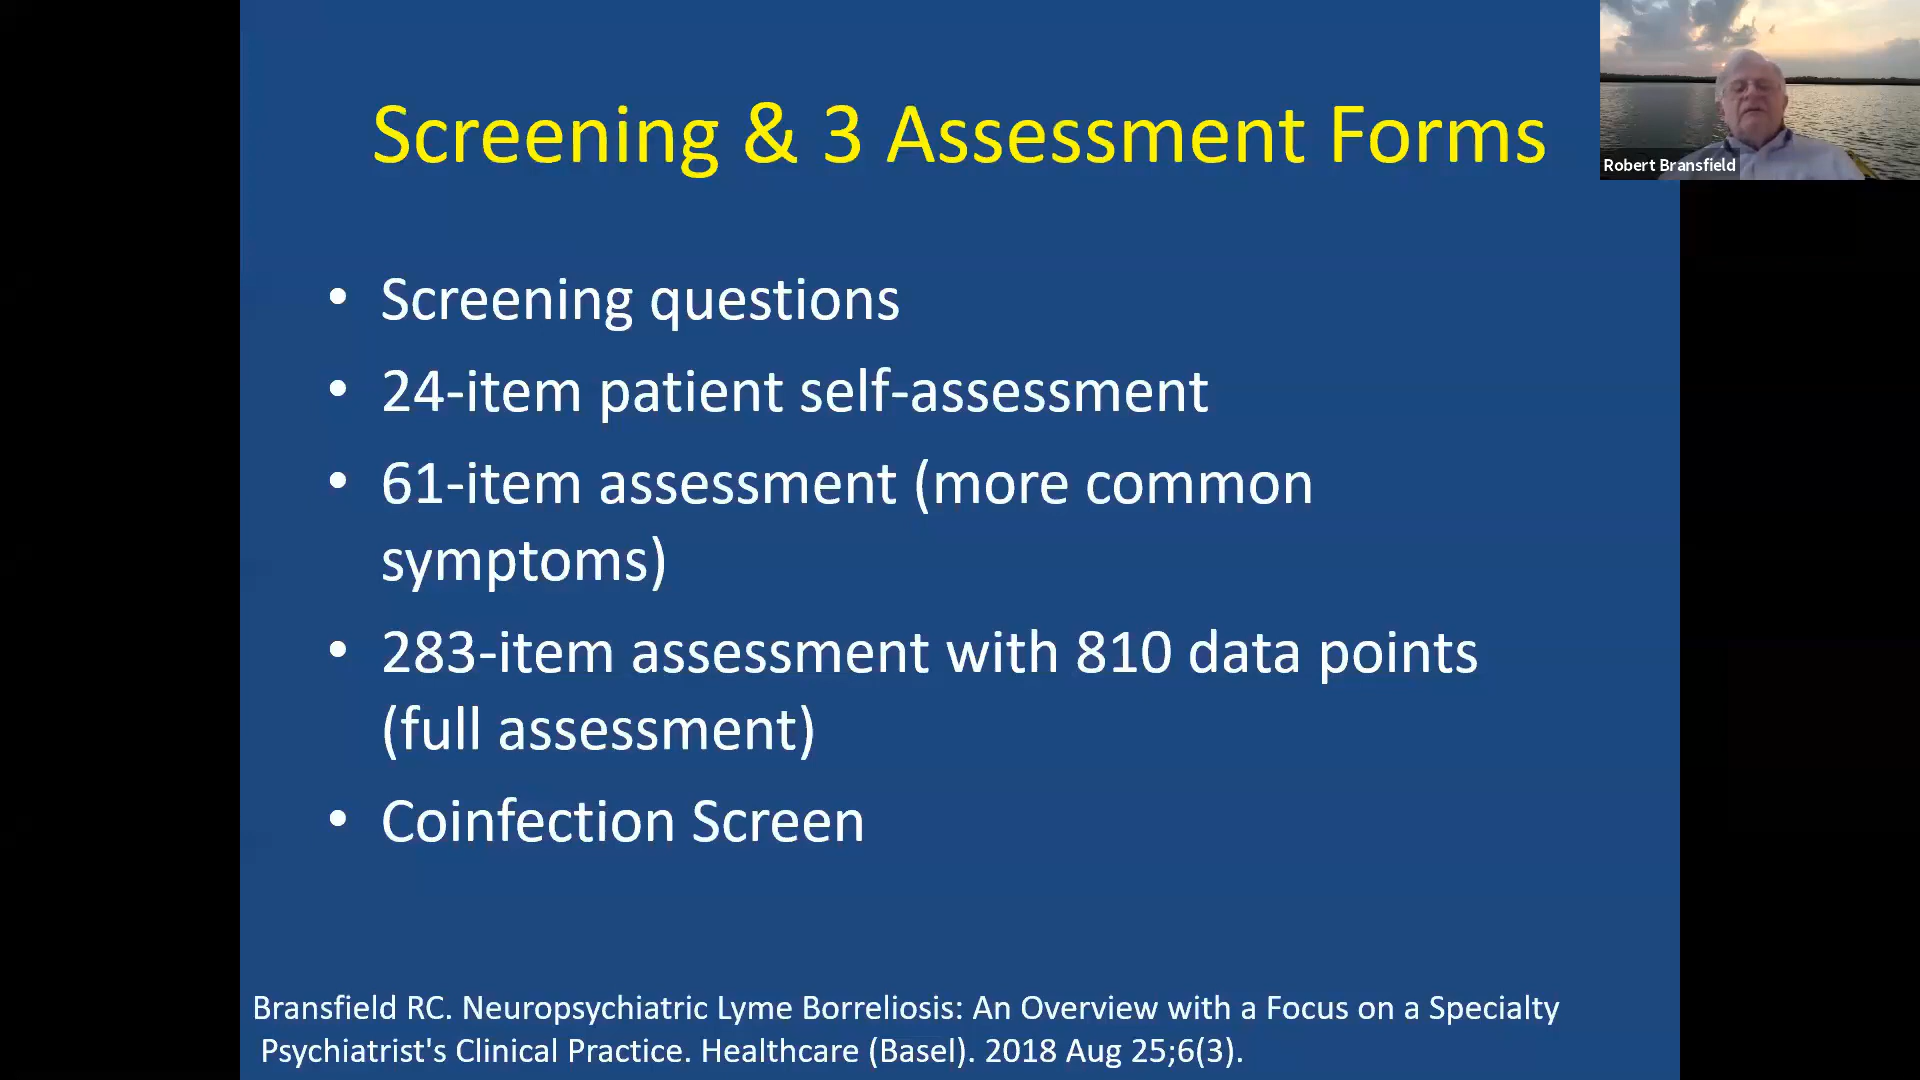 Screening & 3 Assessment Forms
Robert Bransfield
• Screening questions
• 24-item patient self-assessment
• 61-item assessment (more common
symptoms)
• 283-item assessment with 810 data points
(full assessment)
• Coinfection Screen
Bransfield RC. Neuropsychiatric Lyme Borreliosis: An Overview with a Focus on a Specialty
Psychiatrist's Clinical Practice. Healthcare (Basel). 2018 Aug 25;6(3).